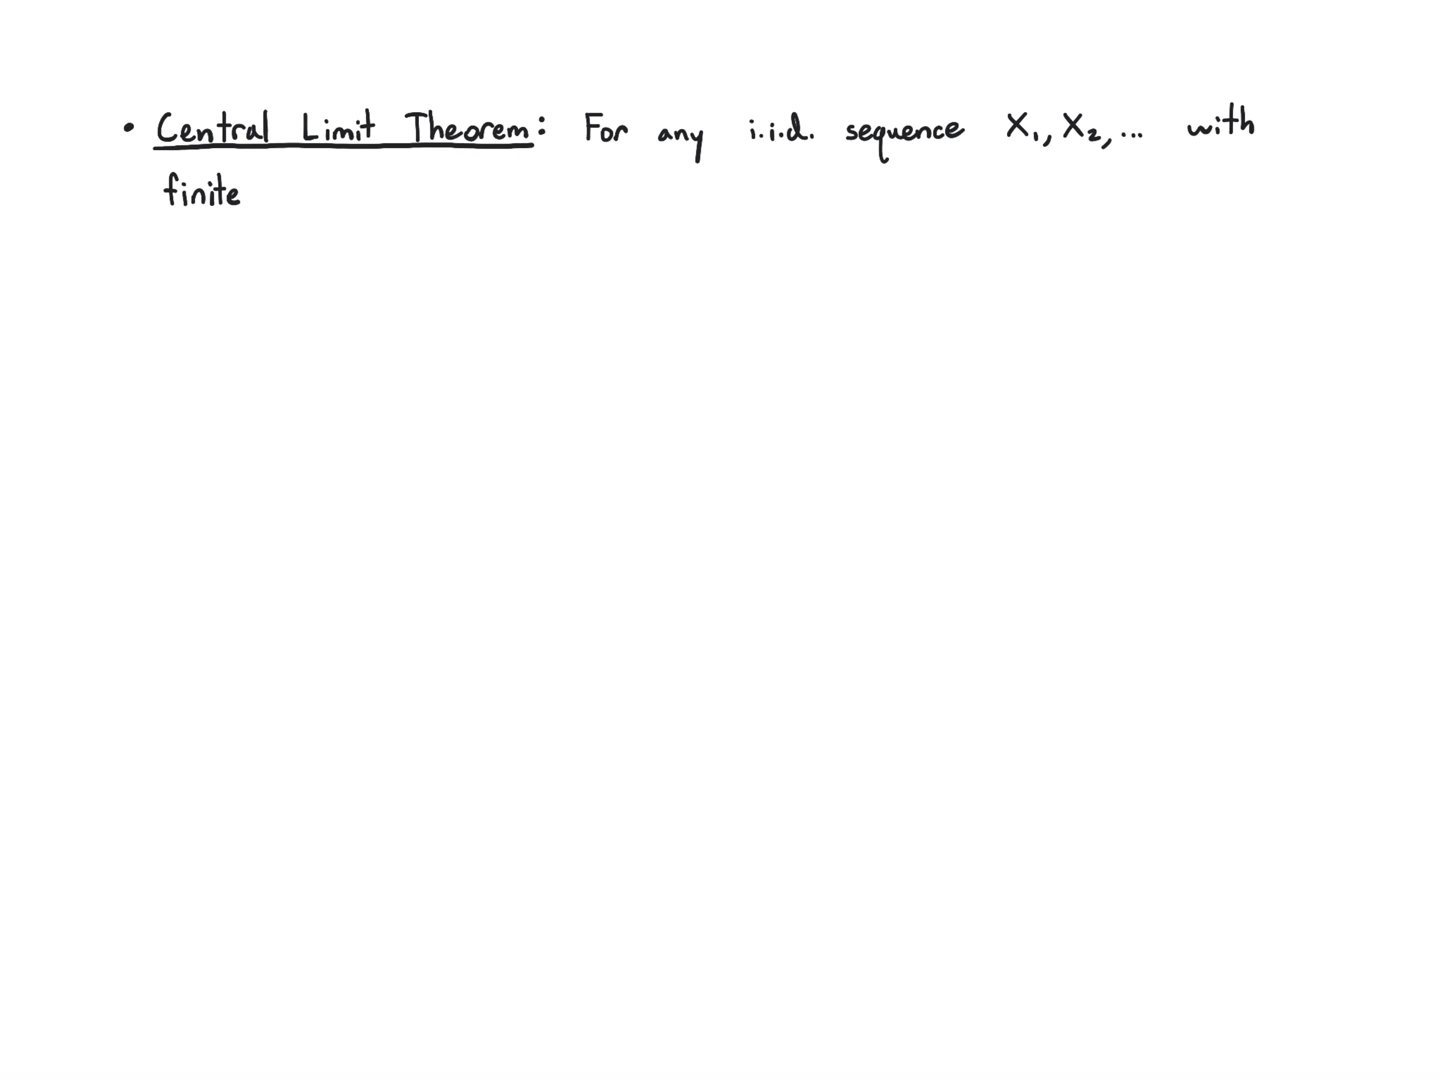 • Central Limit Theorem: For any i.i.d. sequence X₁, X₂, ... with
finite